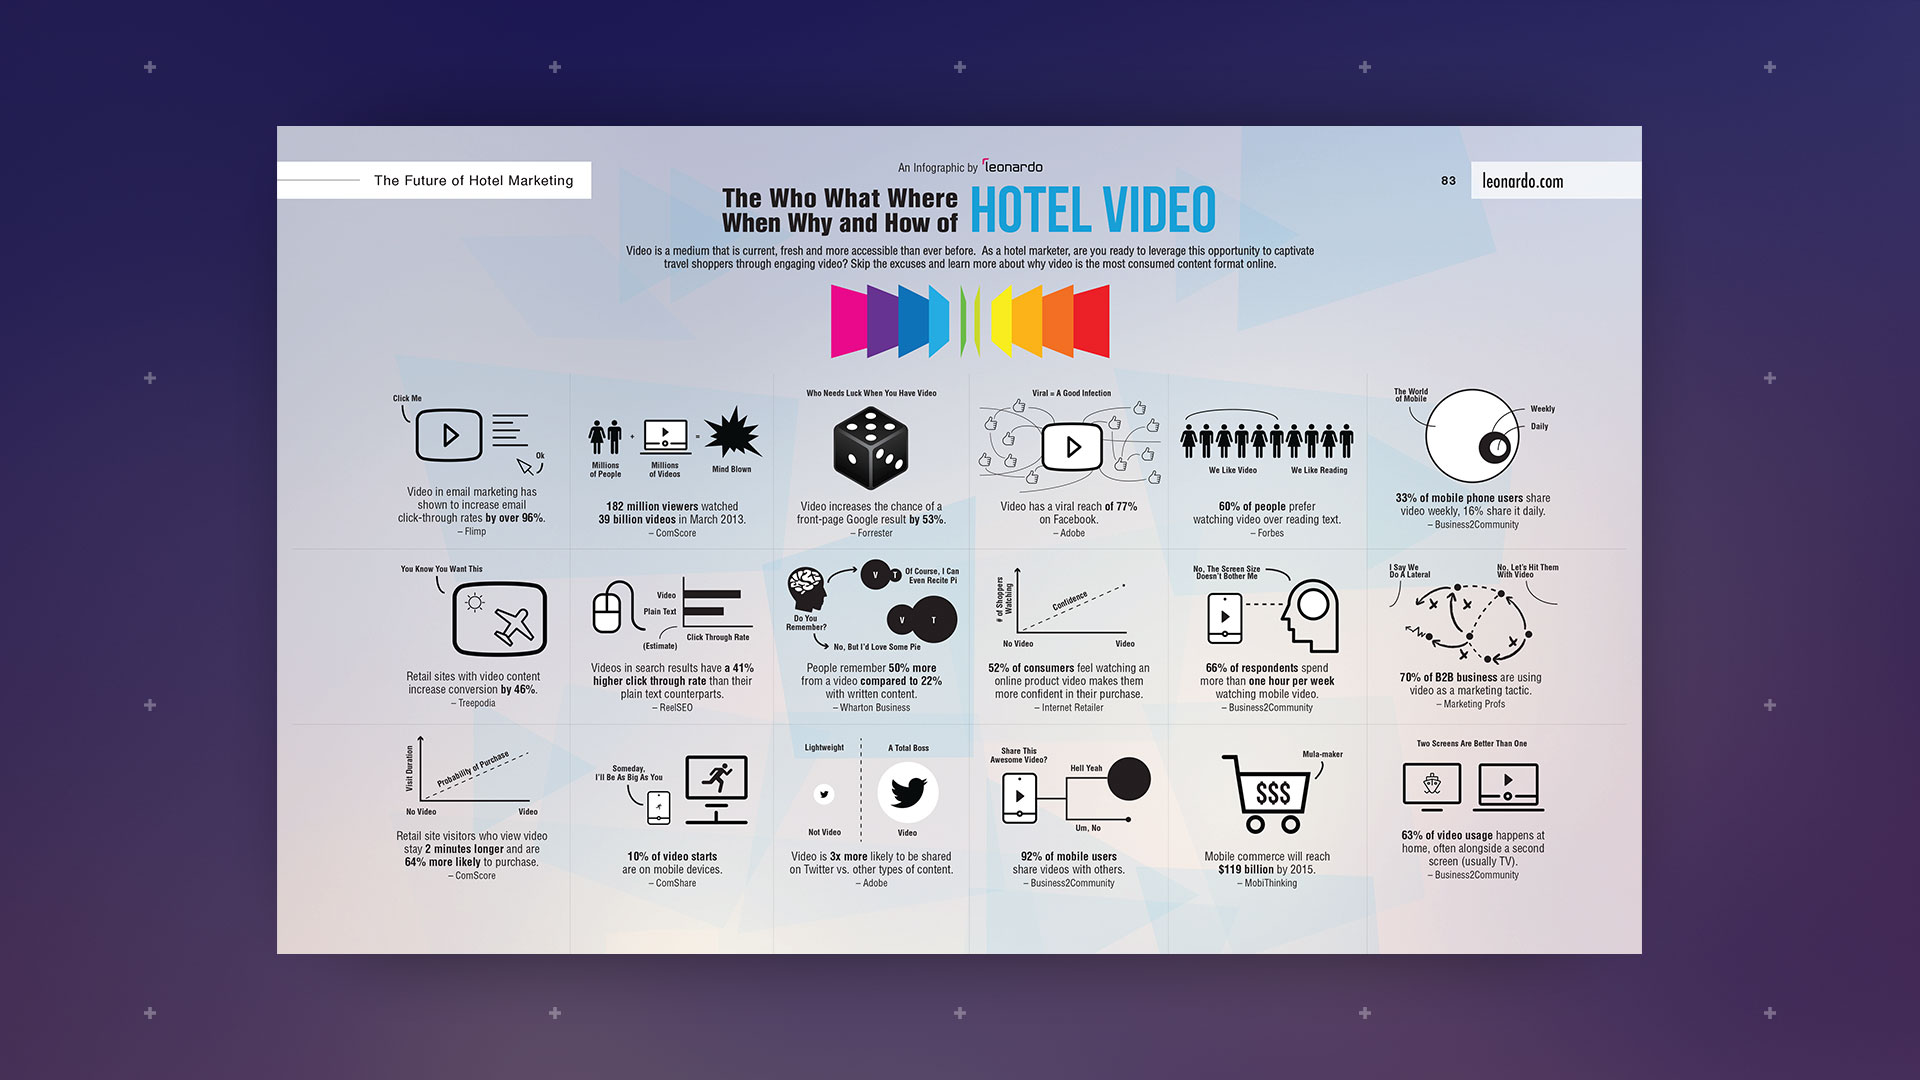 The Future of Hotel Marketing
An Infographic by leonardo
83
leonardo.com
The Who What Where
When Why and How of
HOTEL VIDEO
Video is a medium that is current, fresh and more accessible than ever before. As a hotel marketer, are you ready to leverage this opportunity to captivate
travel shoppers through engaging video? Skip the excuses and learn more about why video is the most consumed content format online.
Click Me
Ok
Video in email marketing has
shown to increase email
click-through rates by over 96%.
– Flimp
+
=
Millions
of People
Millions
of Videos
Mind Blown
182 million viewers watched
39 billion videos in March 2013.
– ComScore
Who Needs Luck When You Have Video
Video increases the chance of a
front-page Google result by 53%.
– Forrester
Viral = A Good Infection
Video has a viral reach of 77%
on Facebook.
– Adobe
We Like Video
We Like Reading
60% of people prefer
watching video over reading text.
– Forbes
The World
of Mobile
Weekly
Daily
33% of mobile phone users share
video weekly, 16% share it daily.
– Business2Community
You Know You Want This
Retail sites with video content
increase conversion by 46%.
– Treepodia
Video
Plain Text
(Estimate)
Click Through Rate
Videos in search results have a 41%
higher click through rate than their
plain text counterparts.
– ReelSEO
V
T
Of Course, I Can
Even Recite Pi
Do You
Remember?
V
T
No, But I'd Love Some Pie
People remember 50% more
from a video compared to 22%
with written content.
– Wharton Business
# of Shoppers
Watching
Confidence
No Video
Video
52% of consumers feel watching an
online product video makes them
more confident in their purchase.
– Internet Retailer
No, The Screen Size
Doesn't Bother Me
66% of respondents spend
more than one hour per week
watching mobile video.
– Business2Community
I Say We
Do A Lateral
No, Let's Hit Them
With Video
70% of B2B business are using
video as a marketing tactic.
– Marketing Profs
Visit Duration
Probability of Purchase
No Video
Video
Retail site visitors who view video
stay 2 minutes longer and are
64% more likely to purchase.
– ComScore
Someday,
I'll Be As Big As You
10% of video starts
are on mobile devices.
– ComShare
Lightweight
A Total Boss
Not Video
Video
Video is 3x more likely to be shared
on Twitter vs. other types of content.
– Adobe
Share This
Awesome Video?
Hell Yeah
Um, No
92% of mobile users
share videos with others.
– Business2Community
Mula-maker
$$$
Mobile commerce will reach
$119 billion by 2015.
– MobiThinking
Two Screens Are Better Than One
63% of video usage happens at
home, often alongside a second
screen (usually TV).
– Business2Community